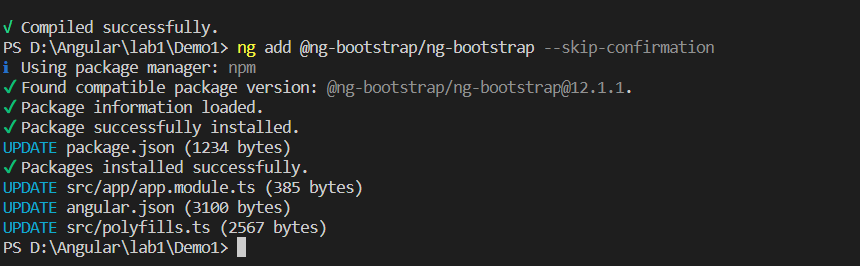 √ Compiled successfully.
PS D:\Angular\lab1\Demo1> ng add @ng-bootstrap/ng-bootstrap --skip-confirmation
i Using package manager: npm
✓ Found compatible package version: @ng-bootstrap/ng-bootstrap@12.1.1.
✓ Package information loaded.
✓ Package successfully installed.
UPDATE package.json (1234 bytes)
✓ Packages installed successfully.
UPDATE src/app/app.module.ts (385 bytes)
UPDATE angular.json (3100 bytes)
UPDATE src/polyfills.ts (2567 bytes)
PS D:\Angular\lab1\Demo1>